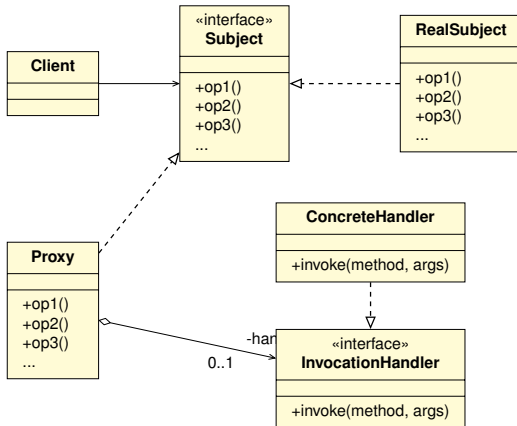 «interface»
Subject
+op1()
+op2()
+op3()
...
RealSubject
+op1()
+op2()
+op3()
...
Client
ConcreteHandler
+invoke(method, args)
Proxy
+op1()
+op2()
+op3()
...
0..1
«interface»
InvocationHandler
+invoke(method, args)